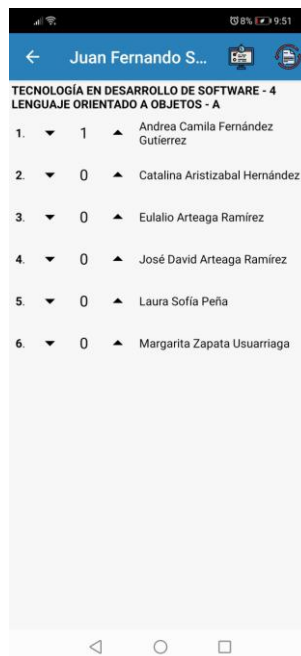 8% 9:51
Juan Fernando S...
TECNOLOGÍA EN DESARROLLO DE SOFTWARE - 4
LENGUAJE ORIENTADO A OBJETOS - A
1. 1 Andrea Camila Fernández
Gutíerrez
2. 0 Catalina Aristizabal Hernández
3. 0 Eulalio Arteaga Ramírez
4. 0 José David Arteaga Ramírez
5. 0 Laura Sofía Peña
6. 0 Margarita Zapata Usuarriaga